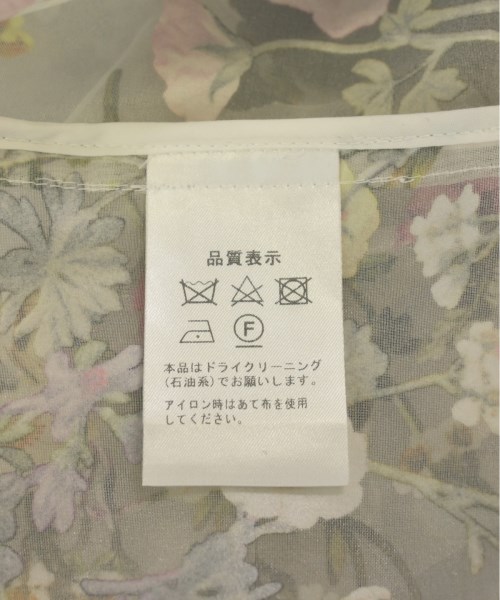 品質表示
F
本品はドライクリーニング
(石油系)でお願いします。
アイロン時はあて布を使用
してください。